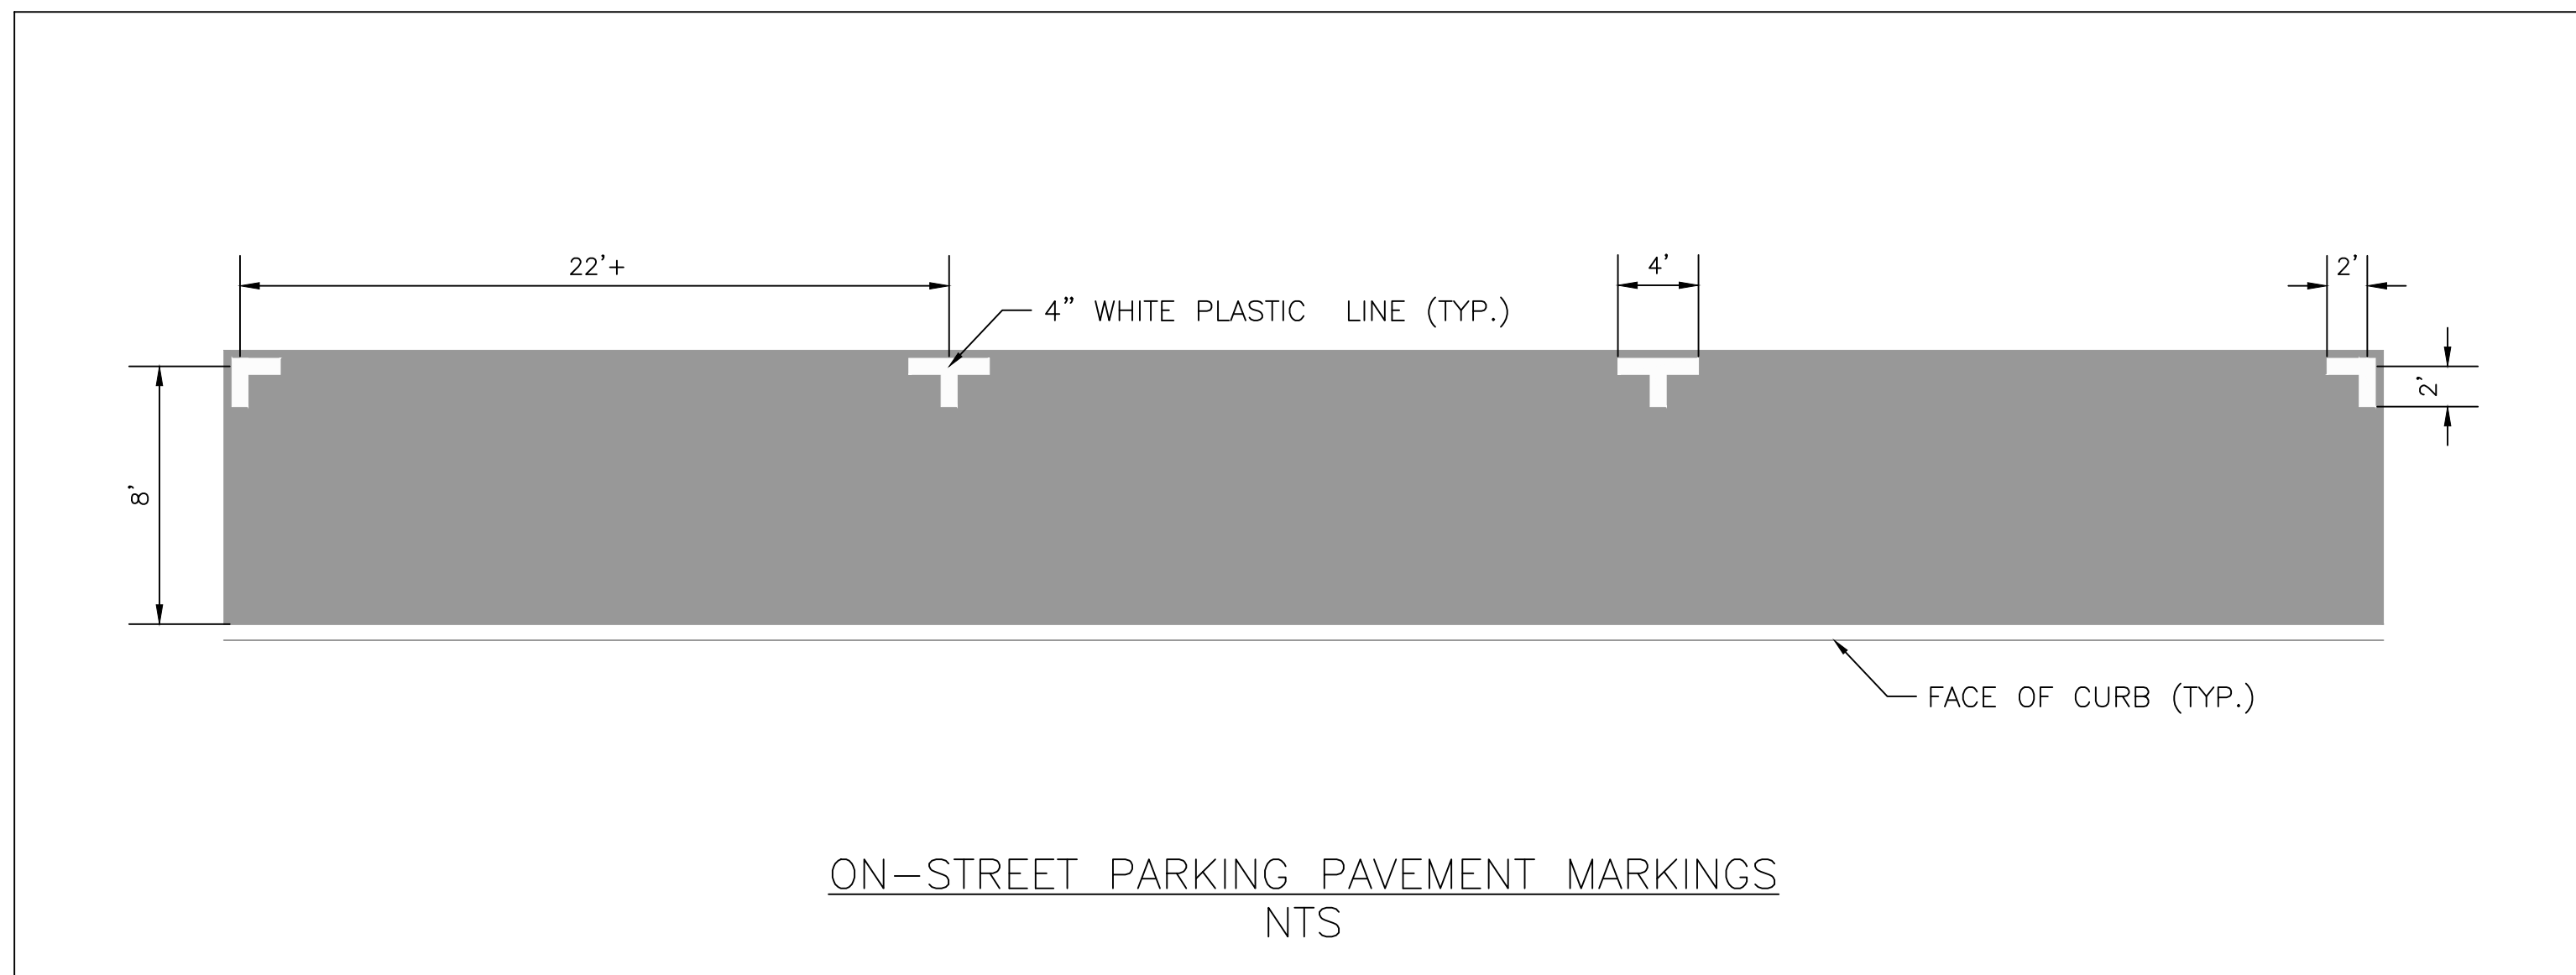 22'+
4'
2'
4” WHITE PLASTIC LINE (TYP.)
2'
8'
FACE OF CURB (TYP.)
ON-STREET PARKING PAVEMENT MARKINGS
NTS